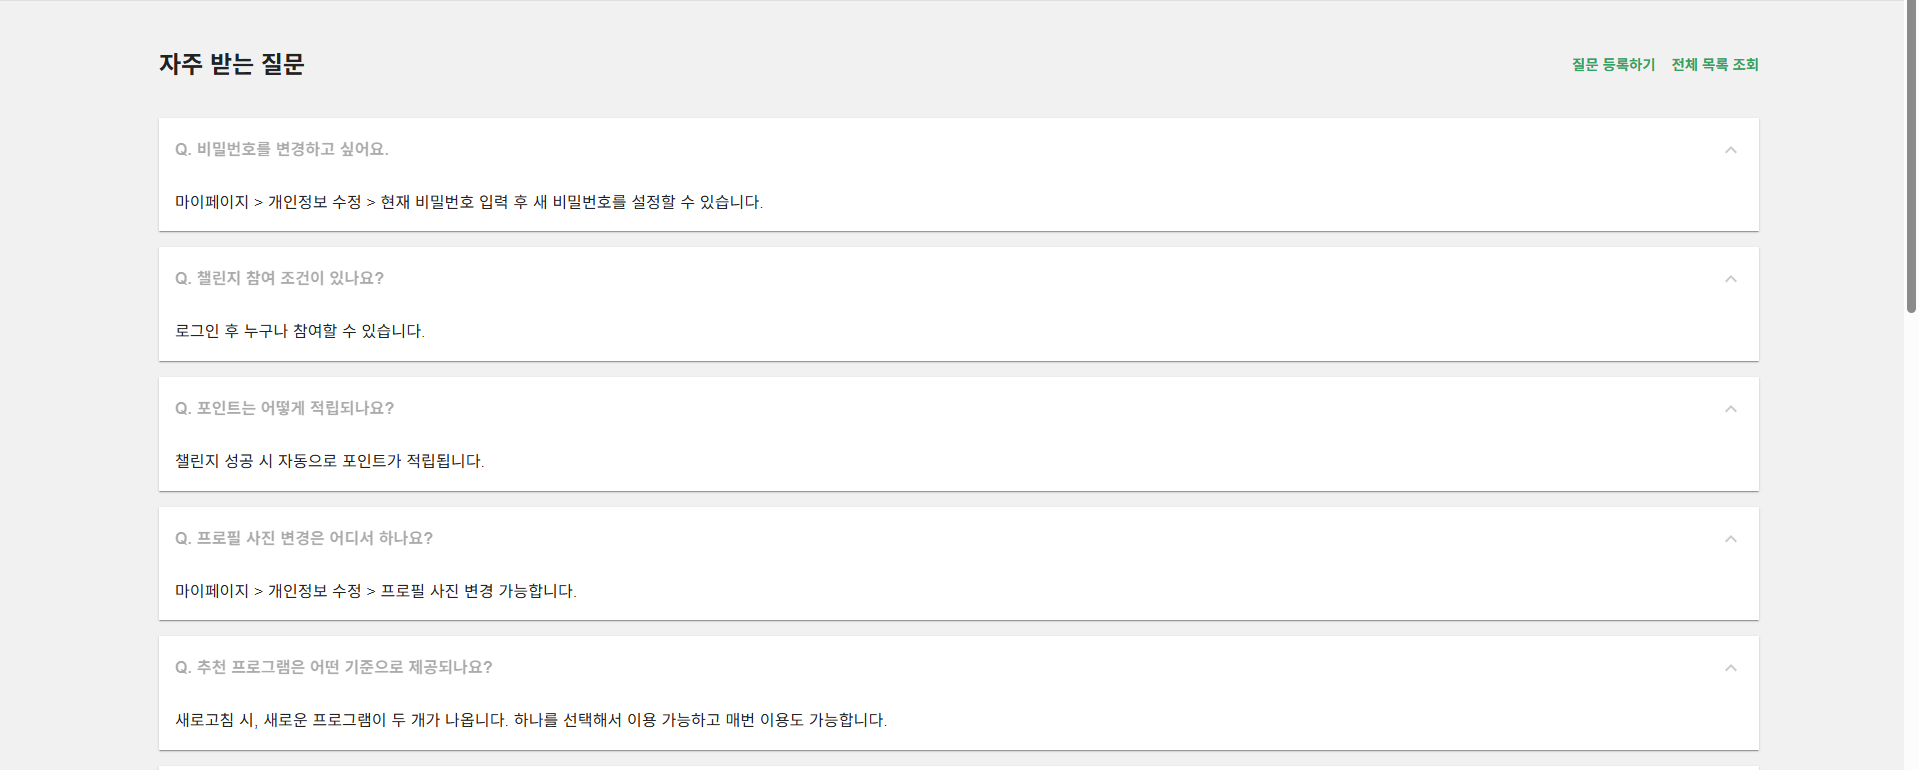 자주 받는 질문
질문 등록하기 전체 목록 조회
Q. 비밀번호를 변경하고 싶어요.
마이페이지 > 개인정보 수정 > 현재 비밀번호 입력 후 새 비밀번호를 설정할 수 있습니다.
Q. 챌린지 참여 조건이 있나요?
로그인 후 누구나 참여할 수 있습니다.
Q. 포인트는 어떻게 적립되나요?
챌린지 성공 시 자동으로 포인트가 적립됩니다.
Q. 프로필 사진 변경은 어디서 하나요?
마이페이지 > 개인정보 수정 > 프로필 사진 변경 가능합니다.
Q. 추천 프로그램은 어떤 기준으로 제공되나요?
새로고침 시, 새로운 프로그램이 두 개가 나옵니다. 하나를 선택해서 이용 가능하고 매번 이용도 가능합니다.